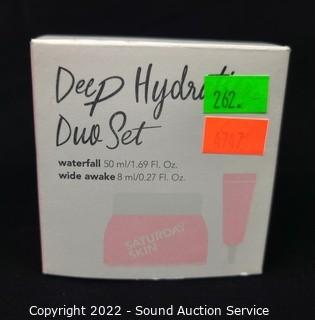 Deep Hydrati
262.
Duo Set
waterfall 50 ml/1.69 Fl. Oz.
wide awake 8 ml/0.27 Fl. Oz.
SATURDAY
SKIN
Copyright 2022 - Sound Auction Service